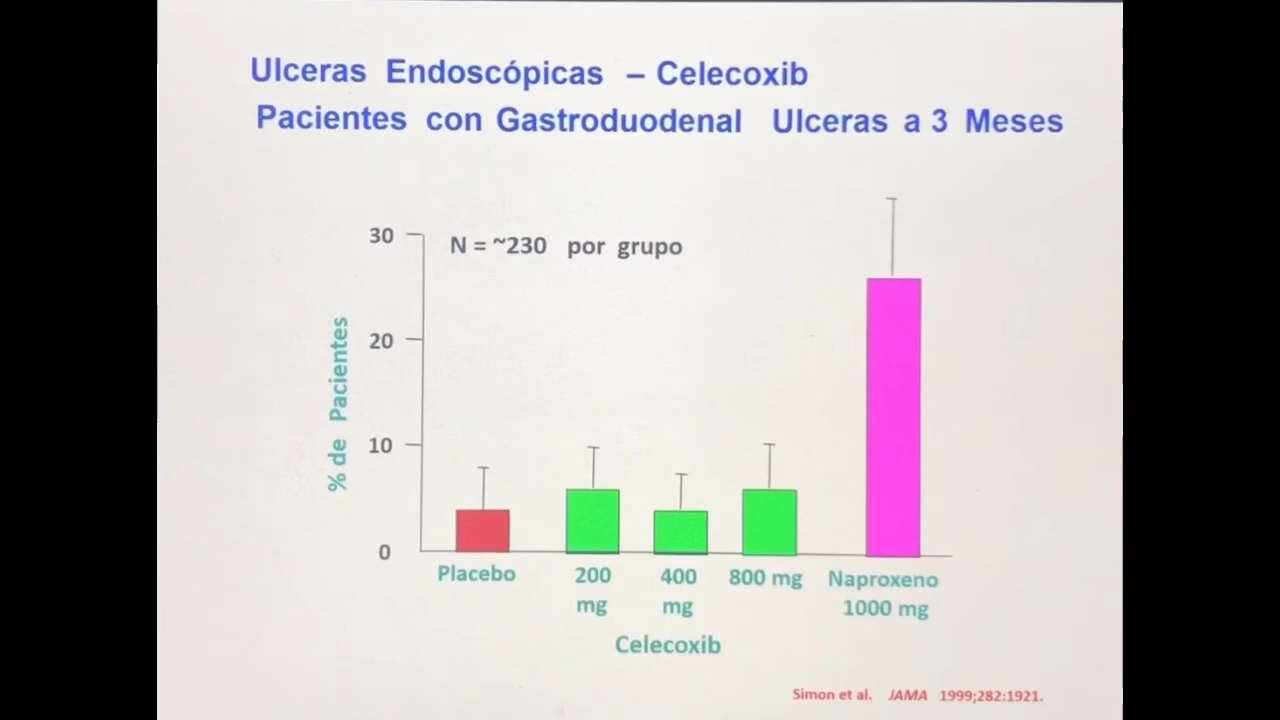 Ulceras Endoscópicas – Celecoxib
Pacientes con Gastroduodenal Ulceras a 3 Meses
30
N = ~230 por grupo
20
10
0
% de Pacientes
Placebo
200 mg
400 mg
800 mg
Naproxeno 1000 mg
Celecoxib
Simon et al. JAMA 1999;282:1921.